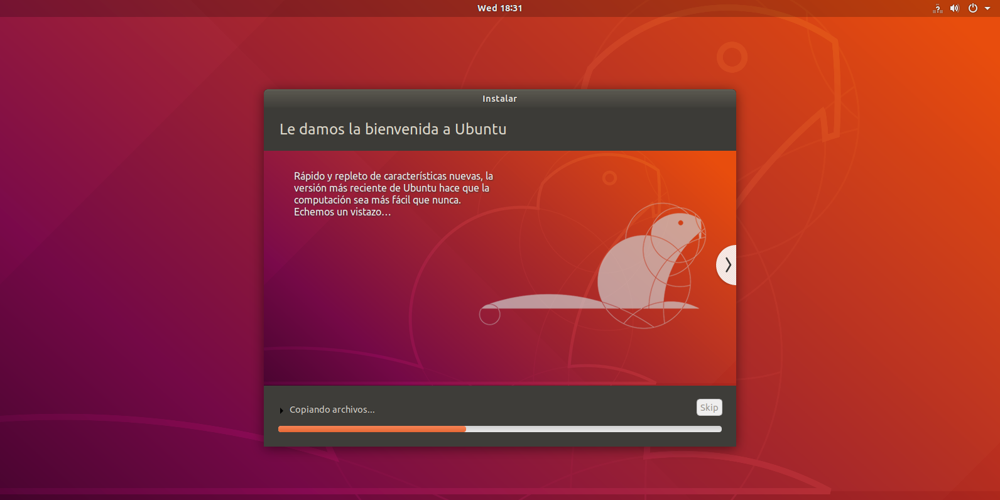 Wed 18:31
?
Instalar
Le damos la bienvenida a Ubuntu
Rápido y repleto de características nuevas, la
versión más reciente de Ubuntu hace que la
computación sea más fácil que nunca.
Echemos un vistazo…
Copiando archivos...
Skip